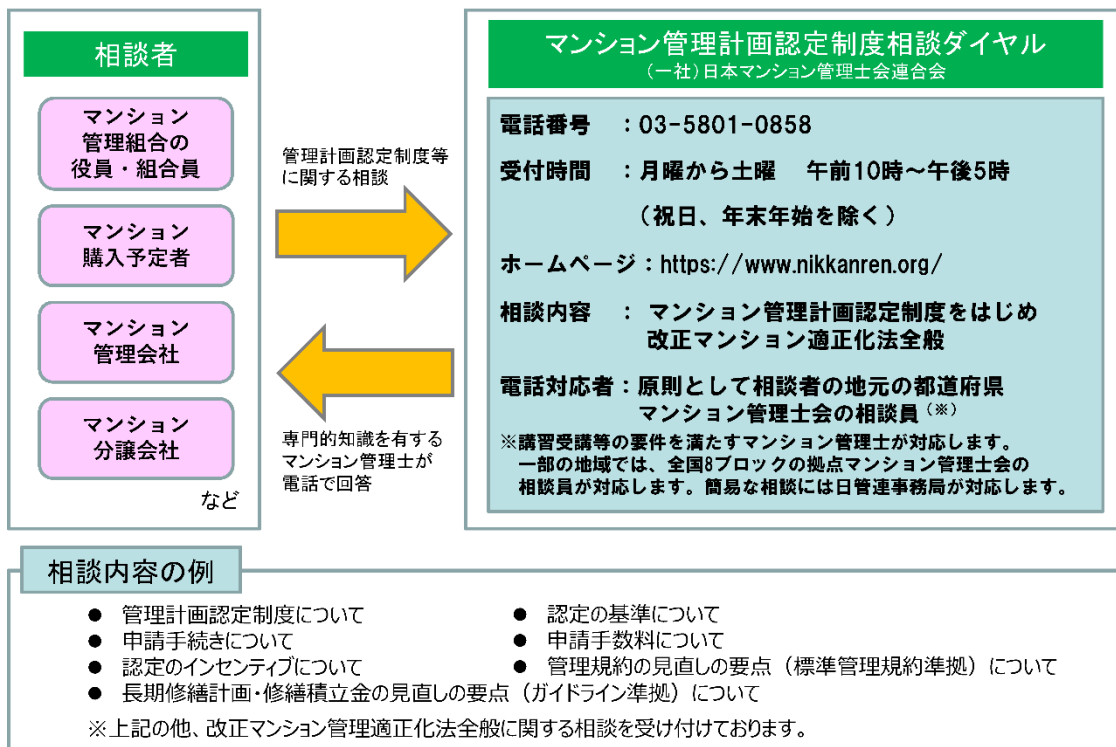 相談者
マンション
管理組合の
役員・組合員
マンション
購入予定者
マンション
管理会社
マンション
分譲会社
など
管理計画認定制度等
に関する相談
専門的知識を有する
マンション管理士が
電話で回答
マンション管理計画認定制度相談ダイヤル
(一社)日本マンション管理士会連合会
電話番号 :03-5801-0858
受付時間 :月曜から土曜 午前10時~午後5時
(祝日、年末年始を除く)
ホームページ:https://www.nikkanren.org/
相談内容 : マンション管理計画認定制度をはじめ
改正マンション適正化法全般
電話対応者:原則として相談者の地元の都道府県
マンション管理士会の相談員(※)
※講習受講等の要件を満たすマンション管理士が対応します。
一部の地域では、全国8ブロックの拠点マンション管理士会の
相談員が対応します。簡易な相談には日管連事務局が対応します。
相談内容の例
● 管理計画認定制度について
● 申請手続きについて
● 認定のインセンティブについて
● 長期修繕計画・修繕積立金の見直しの要点(ガイドライン準拠)について
● 認定の基準について
● 申請手数料について
● 管理規約の見直しの要点(標準管理規約準拠)について
※上記の他、改正マンション管理適正化法全般に関する相談を受け付けております。